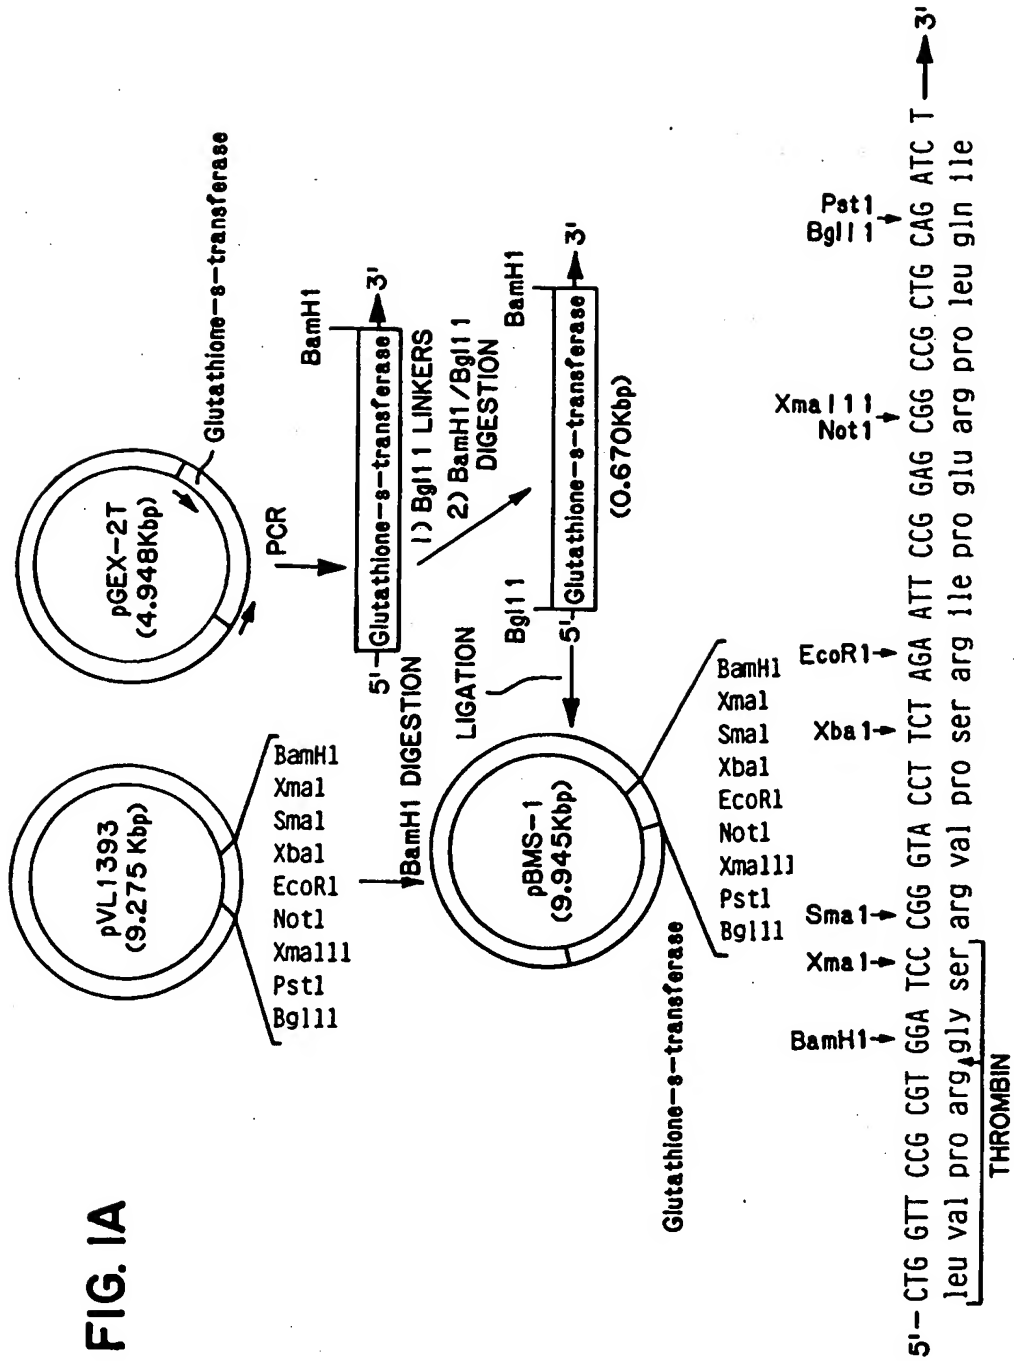 FIG. 1A
pVL1393
(9.275 Kbp)
BamH1
Xma1
Sma1
Xba1
EcoR1
Not1
Xma111
Pst1
Bgl11
BamH1 DIGESTION
pGEX-2T
(4.948Kbp)
Glutathione-s-transferase
PCR
BamH1
5'-Glutathione-s-transferase 3'
1) Bgl11 LINKERS
2) BamH1/Bgl11
DIGESTION
Bgl11
BamH1
5'-Glutathione-s-transferase 3'
(0.670Kbp)
LIGATION
pBMS-1
(9.945Kbp)
Glutathione-s-transferase
BamH1
Xma1
Sma1
Xba1
EcoR1
Not1
Xma111
Pst1
Bgl11
BamH1
Xma1
Sma1
Xba1
EcoR1
Xma111
Not1
Pst1
Bgl11
5'-CTG GTT CCG CGT GGA TCC CGG GTA CCT TCT AGA ATT CCG GAG CGG CCG CTG CAG ATC T 3'
leu val pro arg gly ser arg val pro ser arg ile pro glu arg pro leu gln ile
THROMBIN